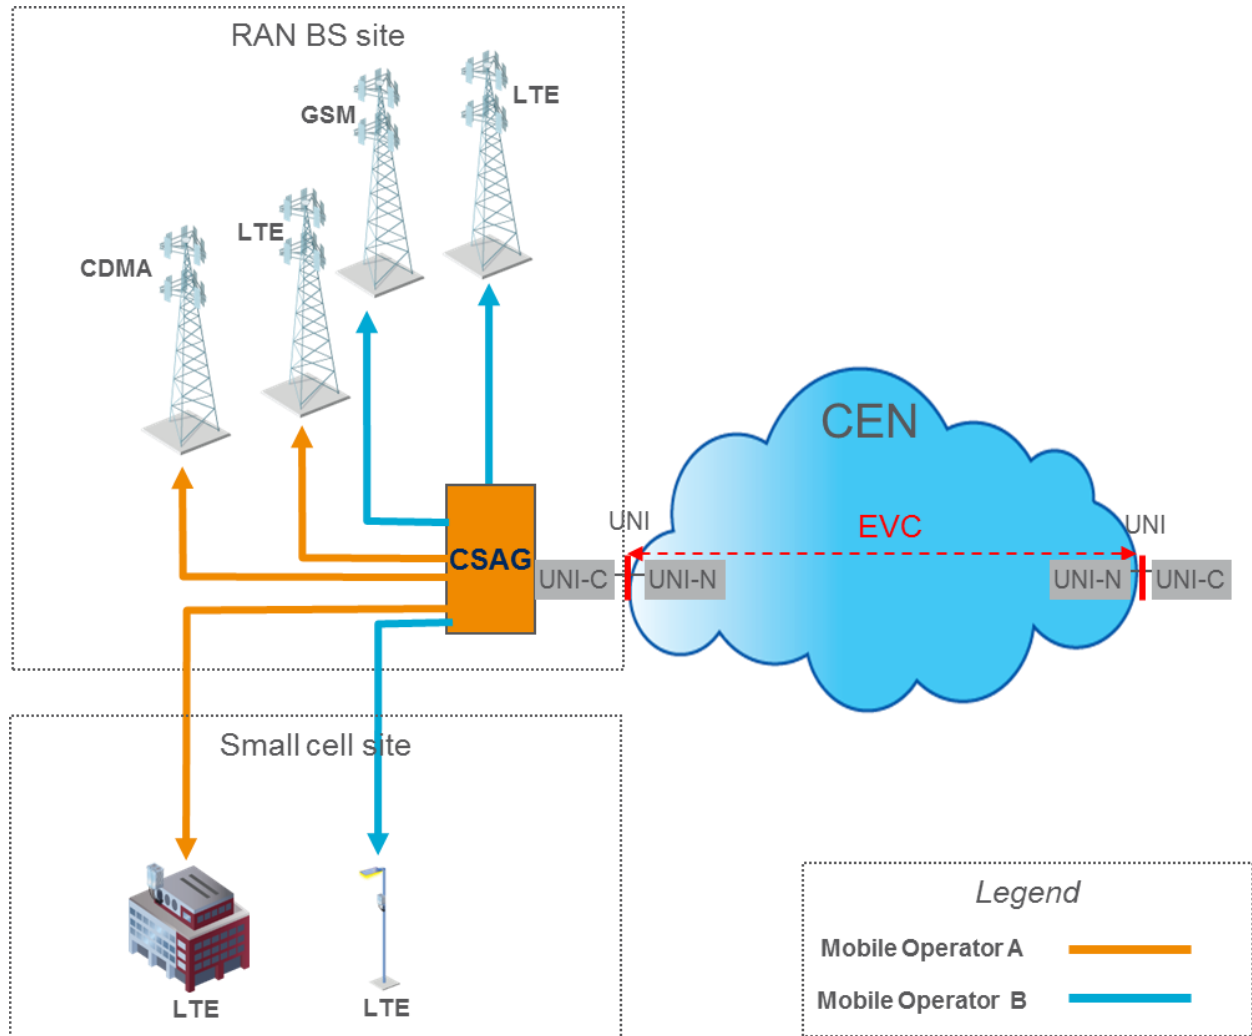 RAN BS site
LTE
GSM
LTE
CDMA
CEN
UNI
EVC
UNI
CSAG
UNI-C
UNI-N
UNI-N
UNI-C
Small cell site
LTE
LTE
Legend
Mobile Operator A
Mobile Operator B